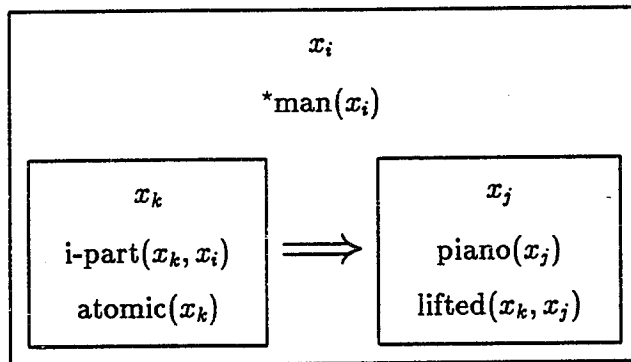 x_i
*man(x_i)
x_k
i-part(x_k, x_i)
atomic(x_k)
⟹
x_j
piano(x_j)
lifted(x_k, x_j)